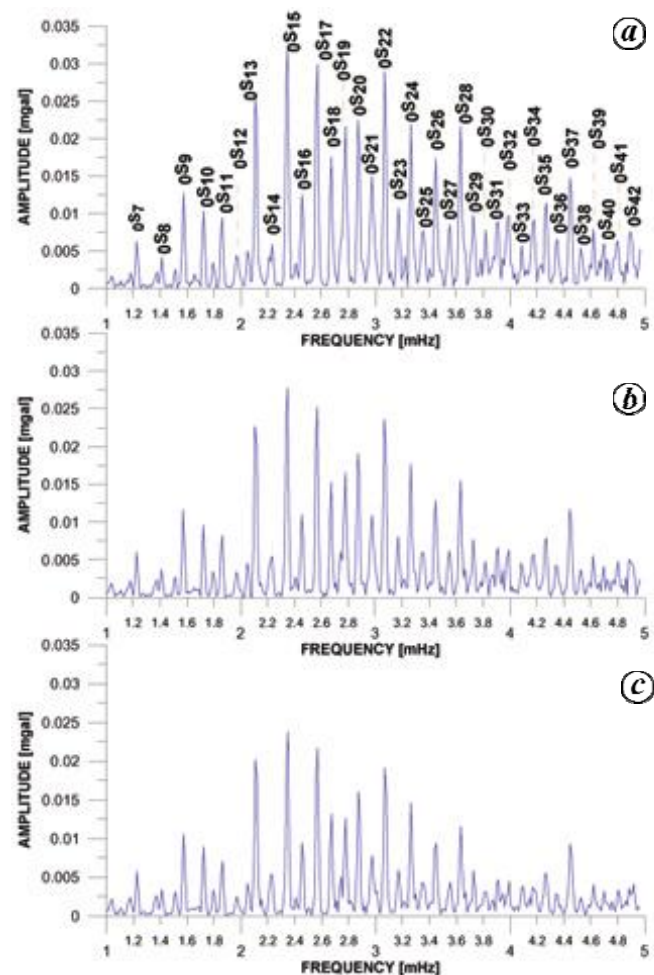 a
0.035
0.03
0.025
0.02
0.015
0.01
0.005
0
AMPLITUDE [mgal]
0S7
0S8
0S9
0S10
0S11
0S12
0S13
0S14
0S15
0S16
0S17
0S18
0S19
0S20
0S21
0S22
0S23
0S24
0S25
0S26
0S27
0S28
0S29
0S30
0S31
0S32
0S33
0S34
0S35
0S36
0S37
0S38
0S39
0S40
0S41
0S42
1 1.2 1.4 1.6 1.8 2 2.2 2.4 2.6 2.8 3 3.2 3.4 3.6 3.8 4 4.2 4.4 4.6 4.8 5
FREQUENCY [mHz]
b
0.035
0.03
0.025
0.02
0.015
0.01
0.005
0
AMPLITUDE [mgal]
1 1.2 1.4 1.6 1.8 2 2.2 2.4 2.6 2.8 3 3.2 3.4 3.6 3.8 4 4.2 4.4 4.6 4.8 5
FREQUENCY [mHz]
c
0.035
0.03
0.025
0.02
0.015
0.01
0.005
0
AMPLITUDE [mgal]
1 1.2 1.4 1.6 1.8 2 2.2 2.4 2.6 2.8 3 3.2 3.4 3.6 3.8 4 4.2 4.4 4.6 4.8 5
FREQUENCY [mHz]